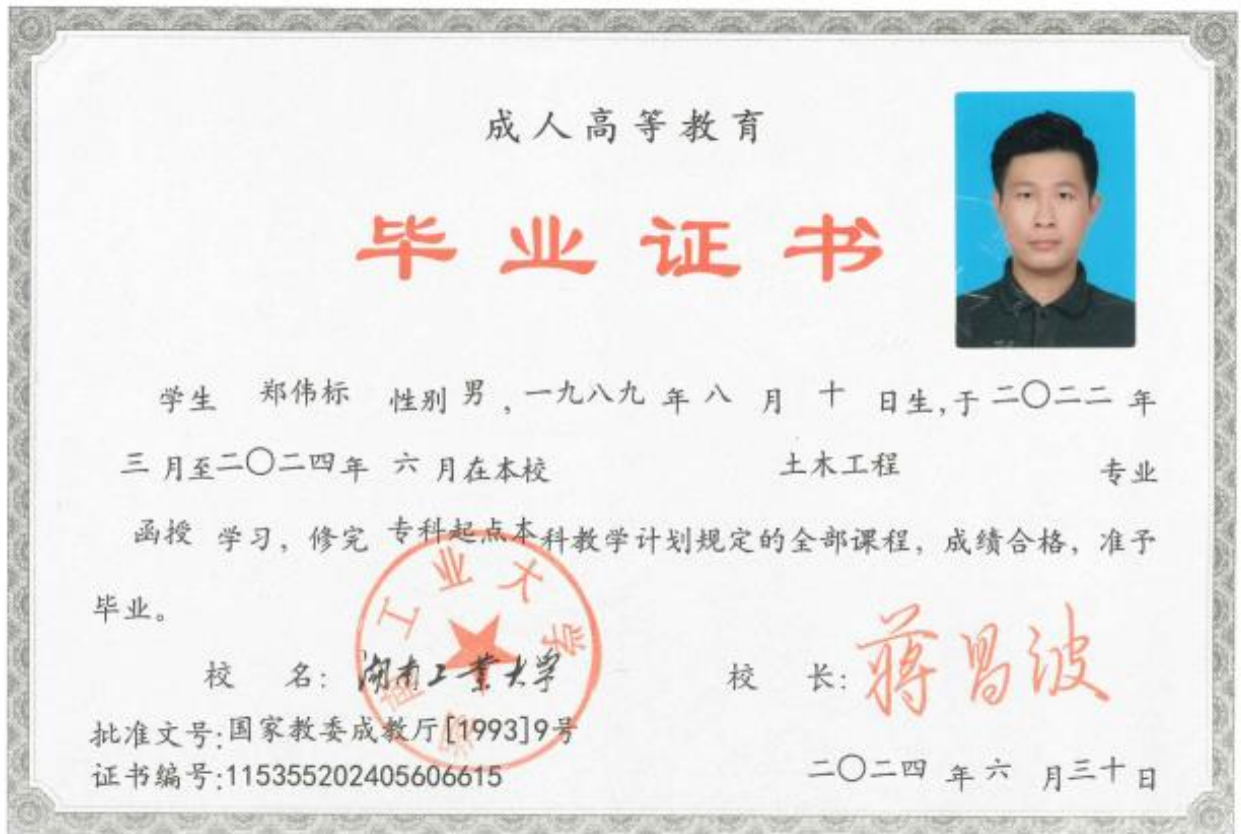 成人高等教育
毕业证书
学生 郑伟标 性别 男 , 一九八九 年 八 月 十 日生,于 二〇二二 年
三 月至二〇二四年 六 月在本校 土木工程 专业
函授 学习，修完 专科起点本科教学计划规定的全部课程，成绩合格，准予
毕业。
校 名: 湖南工业大学
湖南工业大学
校 长: 蒋昌波
批准文号:国家教委成教厅[1993]9号
证书编号:115355202405606615
二〇二四 年 六 月三十日